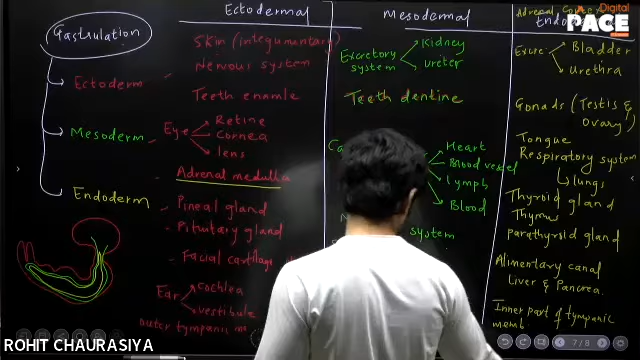 Gastrulation
Ectoderm
Mesoderm
Endoderm
Ectodermal
Skin (integumentary)
Nervous system
Teeth enamle
Eye
Retine
Cornea
lens
Adrenal medulla
Pineal gland
Pituitary gland
Facial cartilage
Ear
cochlea
vestibule
outer tympanic
Mesodermal
Excretory system
Kidney
ureter
Teeth dentine
Heart
Blood vessel
lymph
Blood
system
Adrenal Cortex
Digital
PACE
Excre
Bladder
urethra
Gonads (Testis &
ovary)
Tongue
Respiratory system
lungs
Thyroid gland
Thymus
parathyroid gland
Alimentary canal
Liver & Pancrea.
Inner part of tympanic
memb.
7 / 8
ROHIT CHAURASIYA